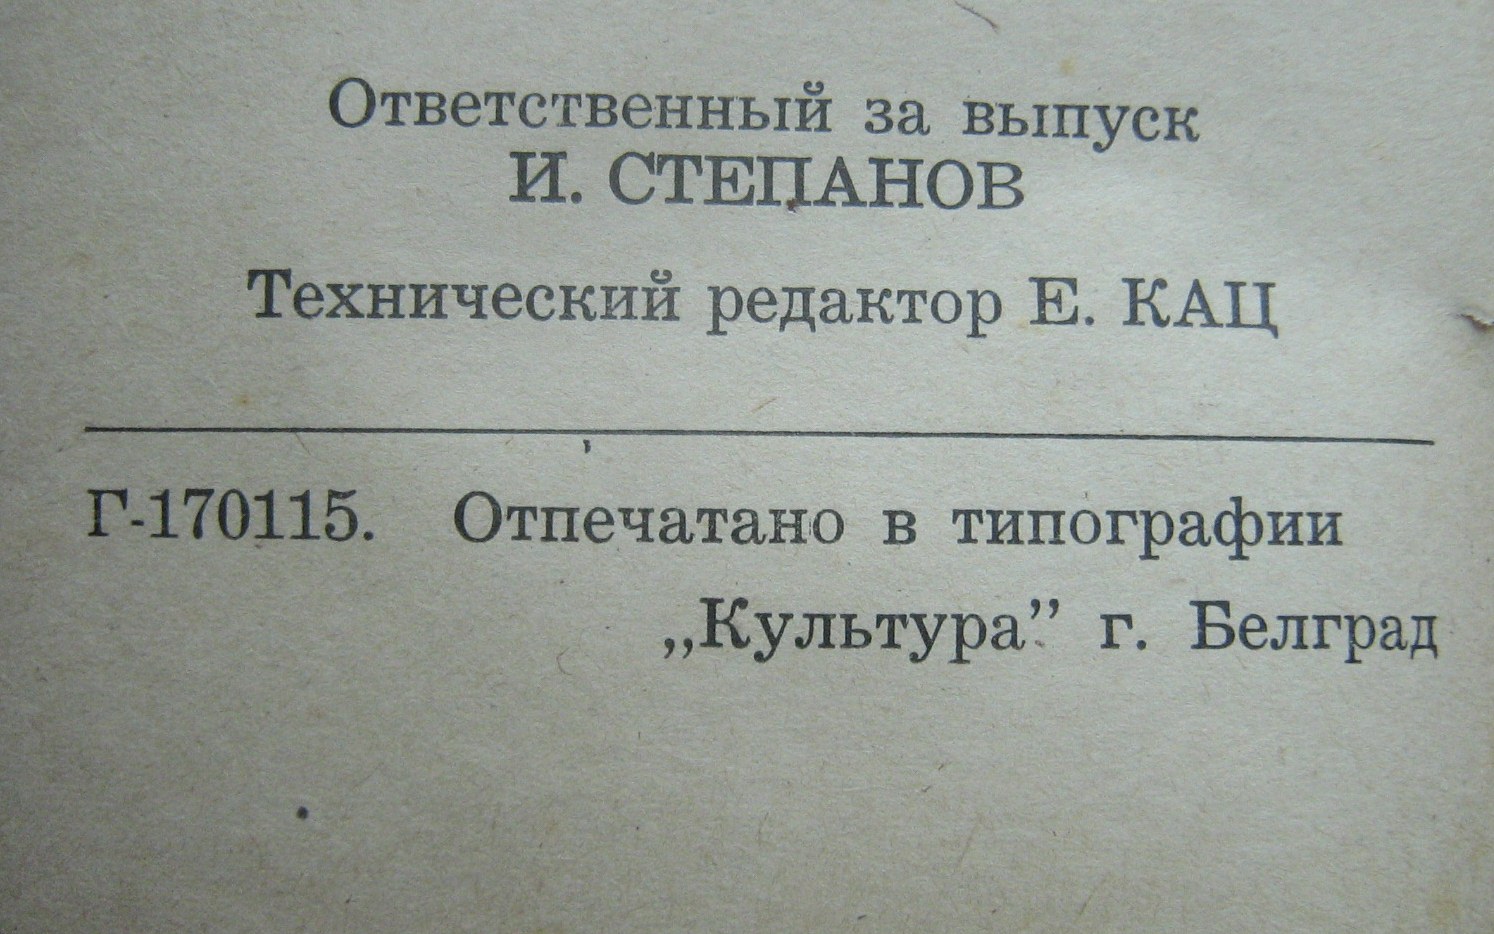 Ответственный за выпуск
И. СТЕПАНОВ
Технический редактор Е. КАЦ
Г-170115. Отпечатано в типографии
„Культура” г. Белград